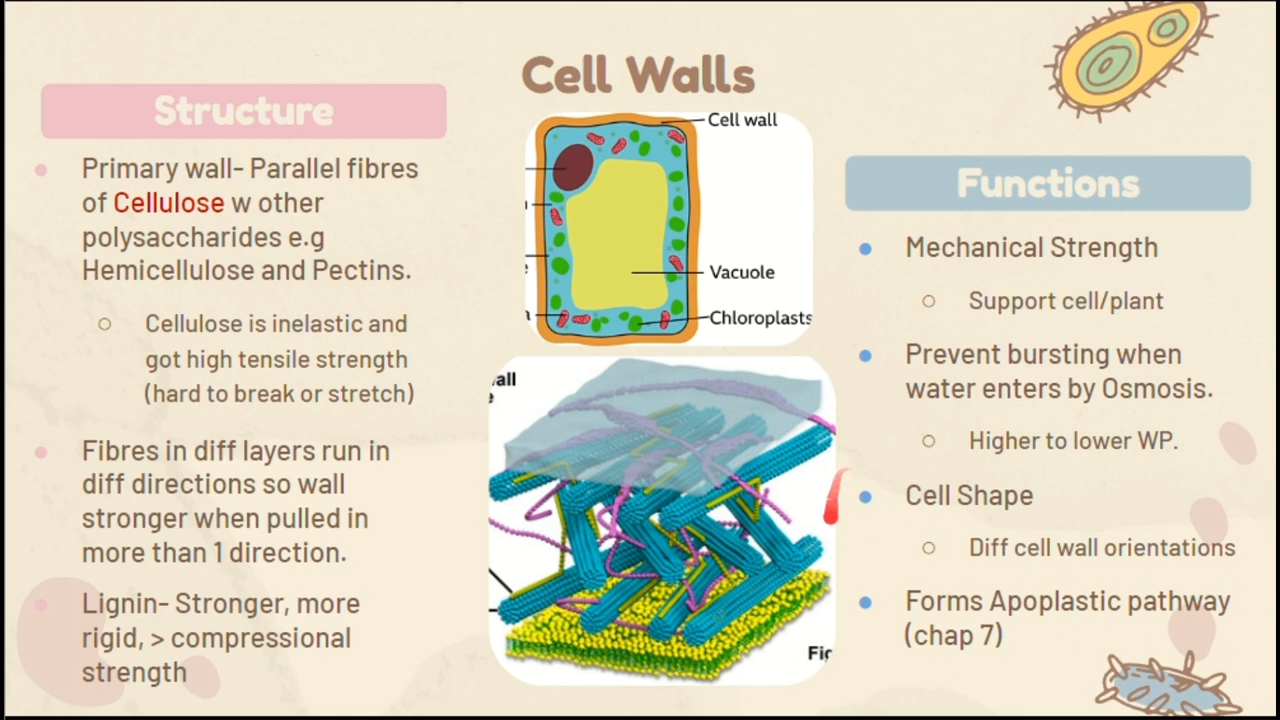 Cell Walls
Structure
Primary wall- Parallel fibres
of Cellulose w other
polysaccharides e.g
Hemicellulose and Pectins.
Cellulose is inelastic and
got high tensile strength
(hard to break or stretch)
Fibres in diff layers run in
diff directions so wall
stronger when pulled in
more than 1 direction.
Lignin- Stronger, more
rigid, > compressional
strength
Cell wall
Vacuole
Chloroplasts
Functions
Mechanical Strength
Support cell/plant
Prevent bursting when
water enters by Osmosis.
Higher to lower WP.
Cell Shape
Diff cell wall orientations
Forms Apoplastic pathway
(chap 7)